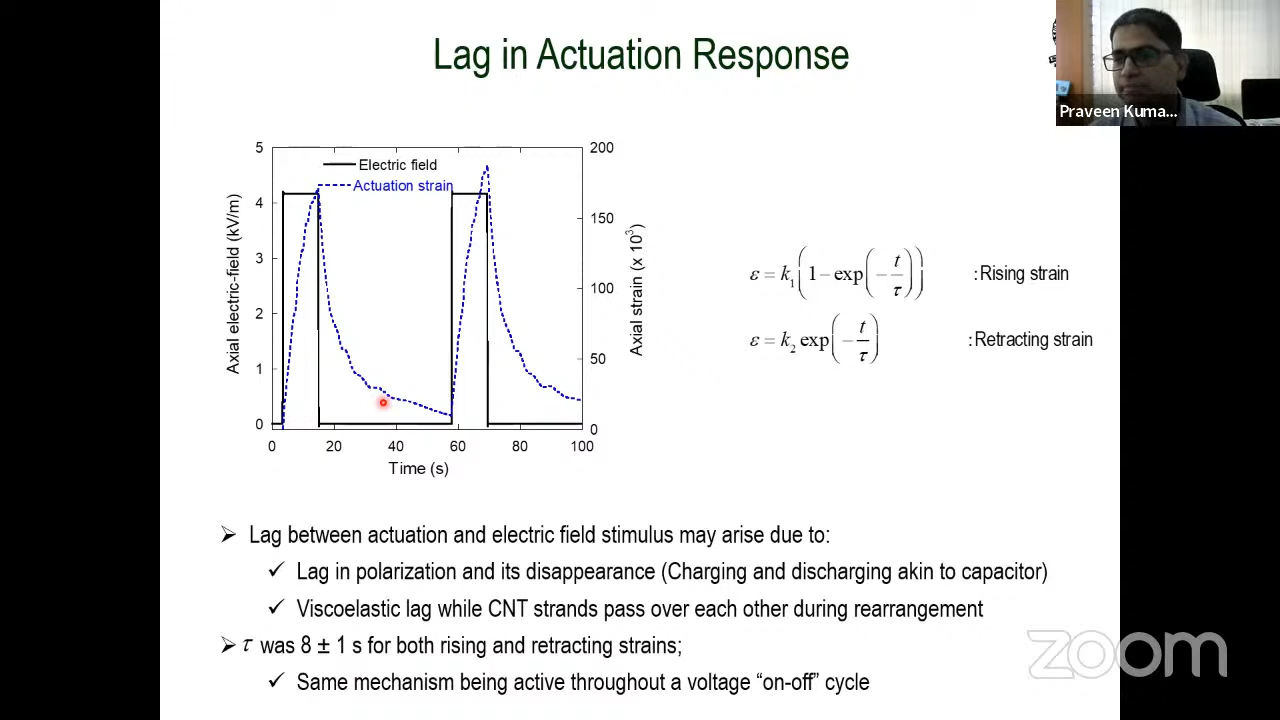 Lag in Actuation Response
Praveen Kuma...
Electric field
Actuation strain
Axial electric-field (kV/m)
5
4
3
2
1
0
200
150
100
50
0
Axial strain (x 10³)
0 20 40 60 80 100
Time (s)
ε = k₁(1 − exp(−t/τ)) :Rising strain
ε = k₂ exp(−t/τ) :Retracting strain
➢ Lag between actuation and electric field stimulus may arise due to:
✓ Lag in polarization and its disappearance (Charging and discharging akin to capacitor)
✓ Viscoelastic lag while CNT strands pass over each other during rearrangement
➢ τ was 8 ± 1 s for both rising and retracting strains;
✓ Same mechanism being active throughout a voltage “on-off” cycle
zoom